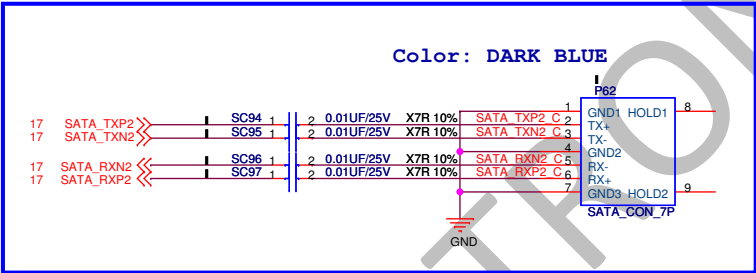 Color: DARK BLUE
P62
1 GND1 HOLD1 8
17 SATA_TXP2 SC94 1 2 0.01UF/25V X7R 10% SATA_TXP2_C 2 TX+
17 SATA_TXN2 SC95 1 2 0.01UF/25V X7R 10% SATA_TXN2_C 3 TX-
4 GND2
17 SATA_RXN2 SC96 1 2 0.01UF/25V X7R 10% SATA_RXN2_C 5 RX-
17 SATA_RXP2 SC97 1 2 0.01UF/25V X7R 10% SATA_RXP2_C 6 RX+
7 GND3 HOLD2 9
SATA_CON_7P
GND
TRON